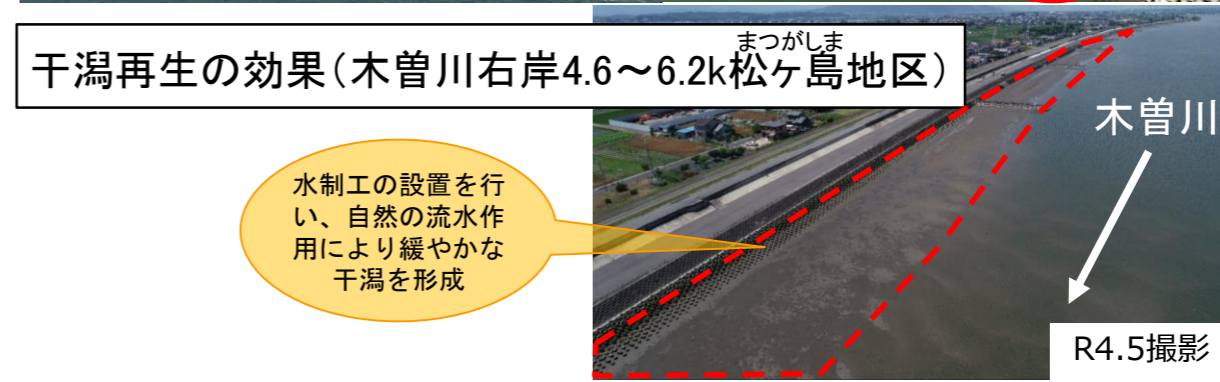 まつがしま
干潟再生の効果(木曽川右岸4.6～6.2k松ヶ島地区)
木曽川
水制工の設置を行
い、自然の流水作
用により緩やかな
干潟を形成
R4.5撮影